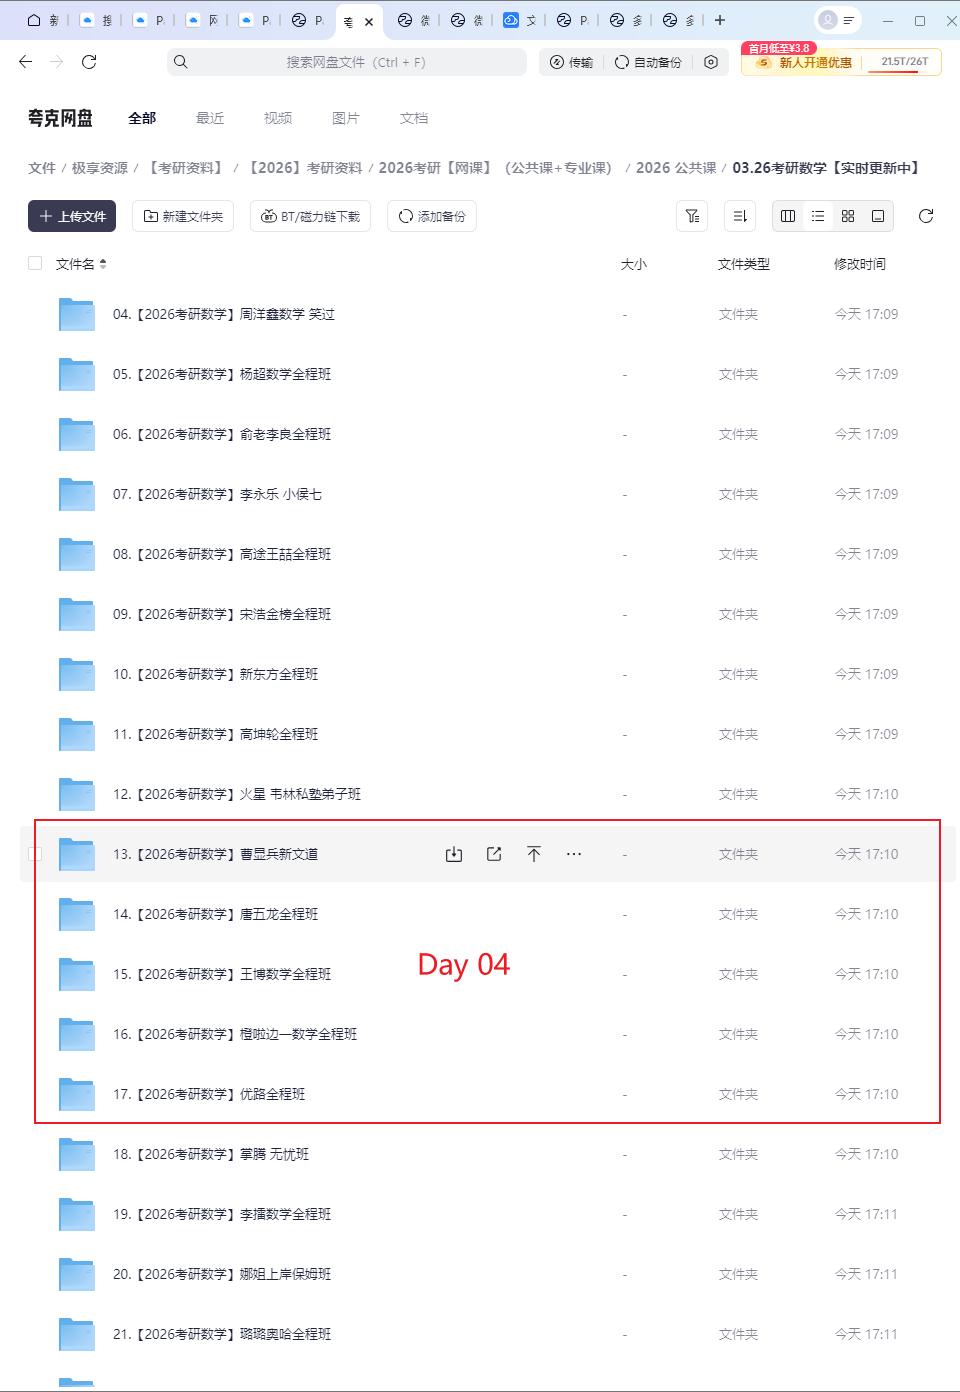 搜索网盘文件（Ctrl + F）
传输
自动备份
首月低至¥3.8
新人开通优惠
21.5T/26T
夸克网盘
全部
最近
视频
图片
文档
文件 / 极享资源 / 【考研资料】 / 【2026】考研资料 / 2026考研【网课】（公共课+专业课） / 2026 公共课 / 03.26考研数学【实时更新中】
上传文件
新建文件夹
BT/磁力链下载
添加备份
文件名 大小 文件类型 修改时间
04.【2026考研数学】周洋鑫数学 笑过 - 文件夹 今天 17:09
05.【2026考研数学】杨超数学全程班 - 文件夹 今天 17:09
06.【2026考研数学】俞老李良全程班 - 文件夹 今天 17:09
07.【2026考研数学】李永乐 小侯七 - 文件夹 今天 17:09
08.【2026考研数学】高途王喆全程班 - 文件夹 今天 17:09
09.【2026考研数学】宋浩金榜全程班 - 文件夹 今天 17:09
10.【2026考研数学】新东方全程班 - 文件夹 今天 17:09
11.【2026考研数学】高坤轮全程班 - 文件夹 今天 17:09
12.【2026考研数学】火星 韦林私塾弟子班 - 文件夹 今天 17:10
13.【2026考研数学】曹显兵新文道 - 文件夹 今天 17:10
14.【2026考研数学】唐五龙全程班 - 文件夹 今天 17:10
Day 04
15.【2026考研数学】王博数学全程班 - 文件夹 今天 17:10
16.【2026考研数学】橙啦边一数学全程班 - 文件夹 今天 17:10
17.【2026考研数学】优路全程班 - 文件夹 今天 17:10
18.【2026考研数学】掌腾 无忧班 - 文件夹 今天 17:10
19.【2026考研数学】李擂数学全程班 - 文件夹 今天 17:11
20.【2026考研数学】娜姐上岸保姆班 - 文件夹 今天 17:11
21.【2026考研数学】璐璐奥哈全程班 - 文件夹 今天 17:11